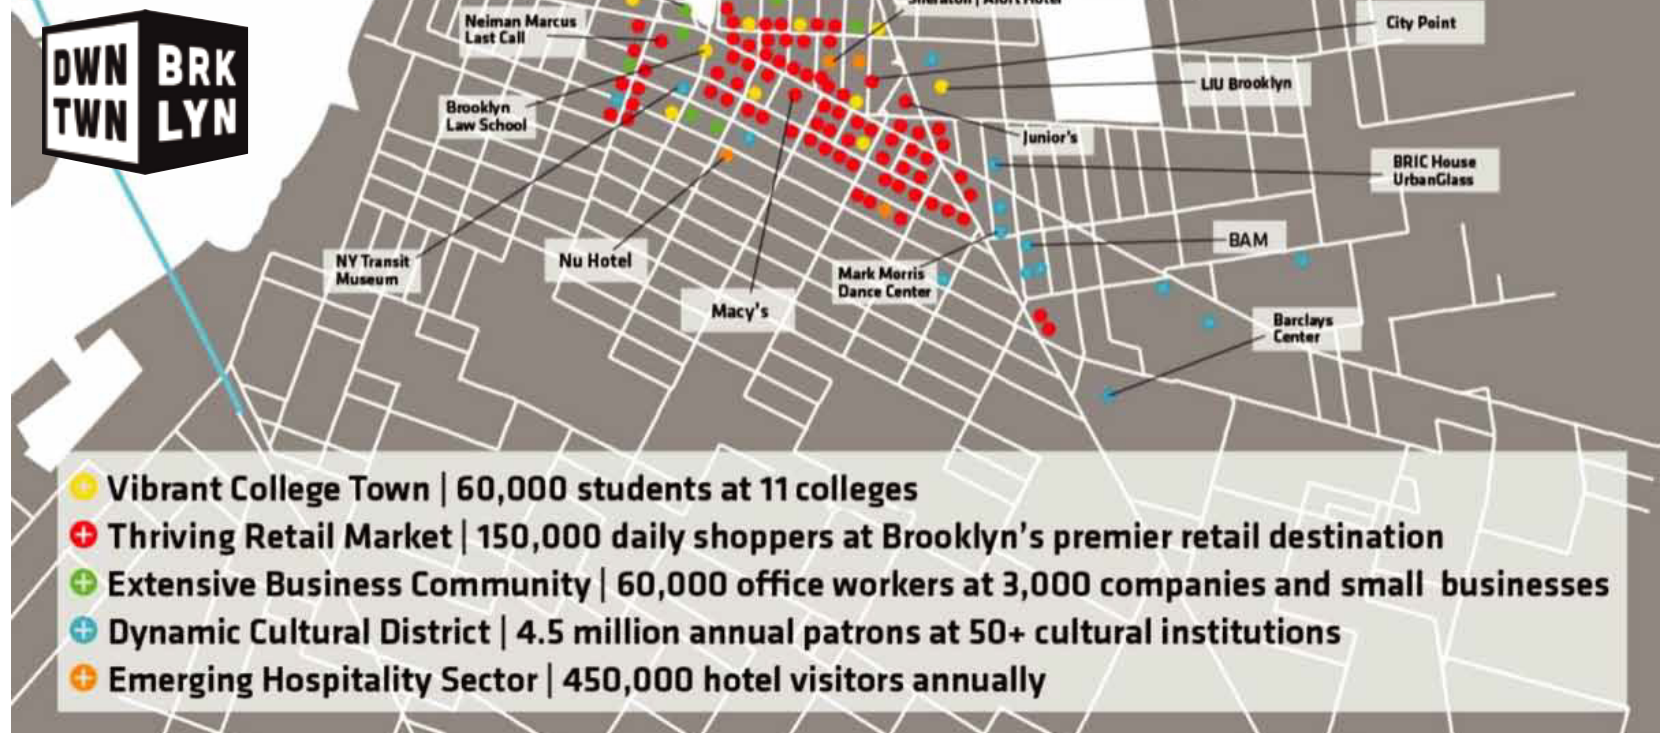 DWN BRK
TWN LYN
Neiman Marcus
Last Call
Sheraton | Aloft Hotel
City Point
LIU Brooklyn
Brooklyn
Law School
Junior's
BRIC House
UrbanGlass
BAM
NY Transit
Museum
Nu Hotel
Mark Morris
Dance Center
Macy's
Barclays
Center
Vibrant College Town | 60,000 students at 11 colleges
Thriving Retail Market | 150,000 daily shoppers at Brooklyn's premier retail destination
Extensive Business Community | 60,000 office workers at 3,000 companies and small businesses
Dynamic Cultural District | 4.5 million annual patrons at 50+ cultural institutions
Emerging Hospitality Sector | 450,000 hotel visitors annually